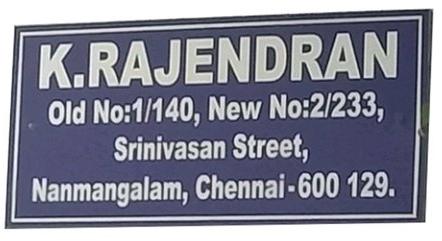 K.RAJENDRAN
Old No:1/140, New No:2/233,
Srinivasan Street,
Nanmangalam, Chennai-600 129.